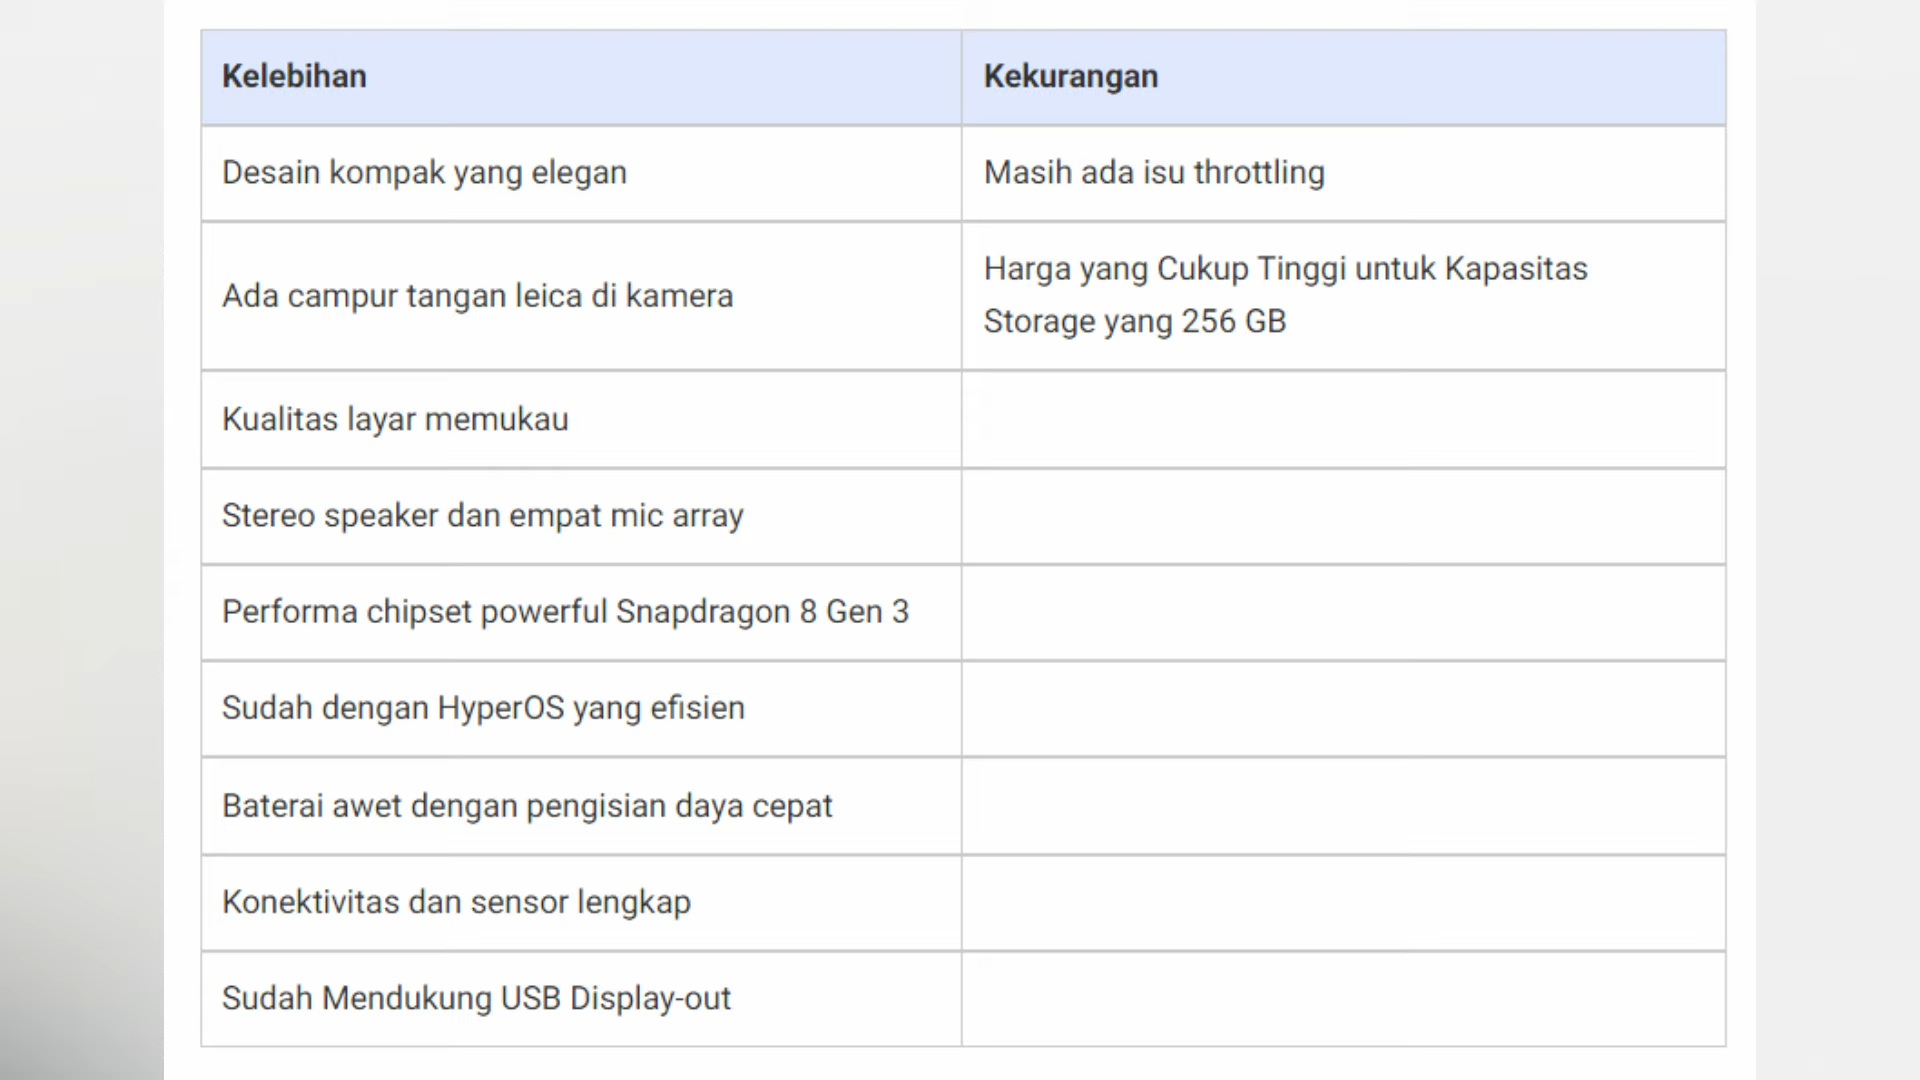 Kelebihan
Kekurangan
Desain kompak yang elegan
Masih ada isu throttling
Ada campur tangan leica di kamera
Harga yang Cukup Tinggi untuk Kapasitas
Storage yang 256 GB
Kualitas layar memukau
Stereo speaker dan empat mic array
Performa chipset powerful Snapdragon 8 Gen 3
Sudah dengan HyperOS yang efisien
Baterai awet dengan pengisian daya cepat
Konektivitas dan sensor lengkap
Sudah Mendukung USB Display-out